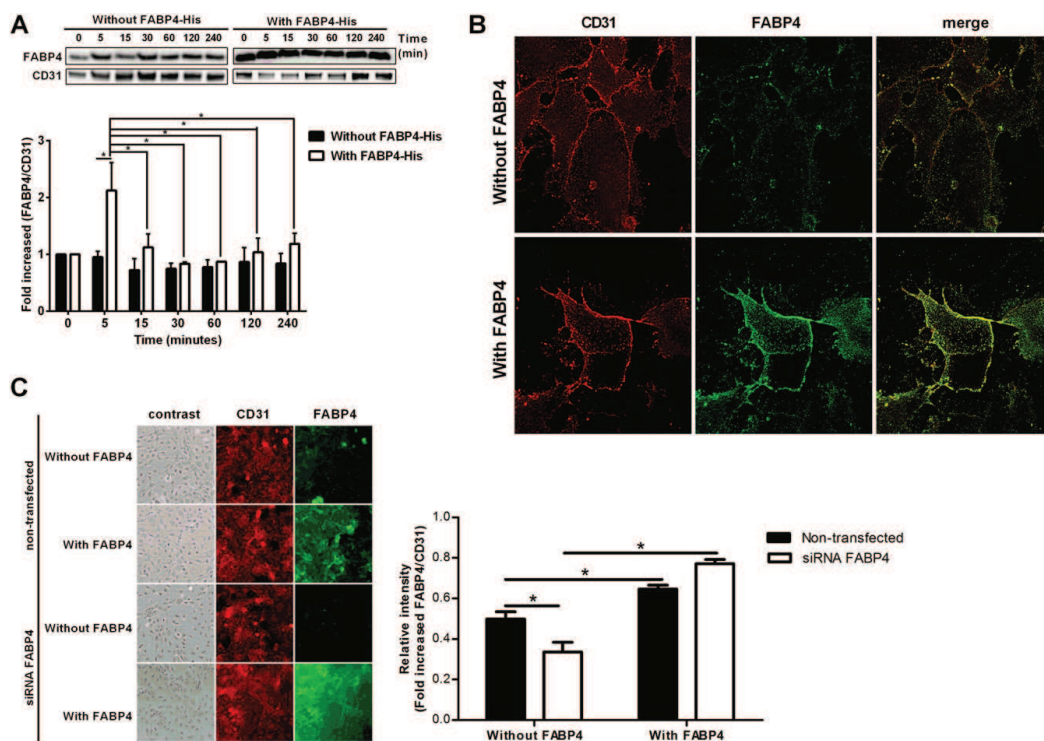 A
Without FABP4-His
With FABP4-His
0 5 15 30 60 120 240
0 5 15 30 60 120 240
Time
(min)
FABP4
CD31
Fold increased (FABP4/CD31)
3
2
1
0
* * * * * * *
Without FABP4-His
With FABP4-His
0 5 15 30 60 120 240
Time (minutes)
B
CD31 FABP4 merge
Without FABP4
With FABP4
C
contrast CD31 FABP4
non-transfected
Without FABP4
With FABP4
siRNA FABP4
Without FABP4
With FABP4
Relative intensity
(Fold increased FABP4/CD31)
1.0
0.8
0.6
0.4
0.2
0.0
*
*
*
Non-transfected
siRNA FABP4
Without FABP4 With FABP4